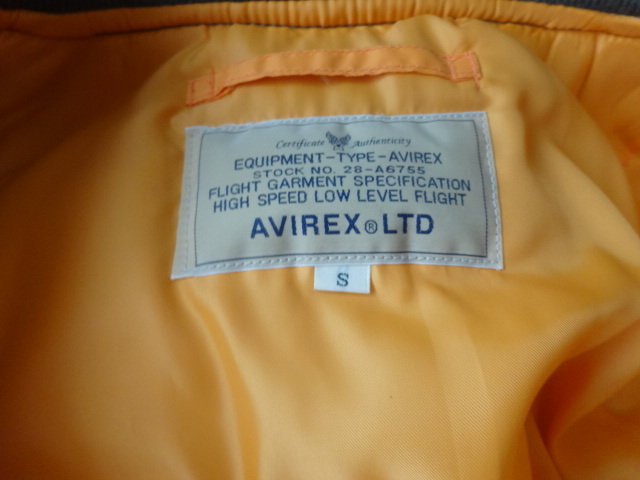 Certificate Authenticity
EQUIPMENT-TYPE-AVIREX
STOCK NO. 28-A6755
FLIGHT GARMENT SPECIFICATION
HIGH SPEED LOW LEVEL FLIGHT
AVIREX®LTD
S